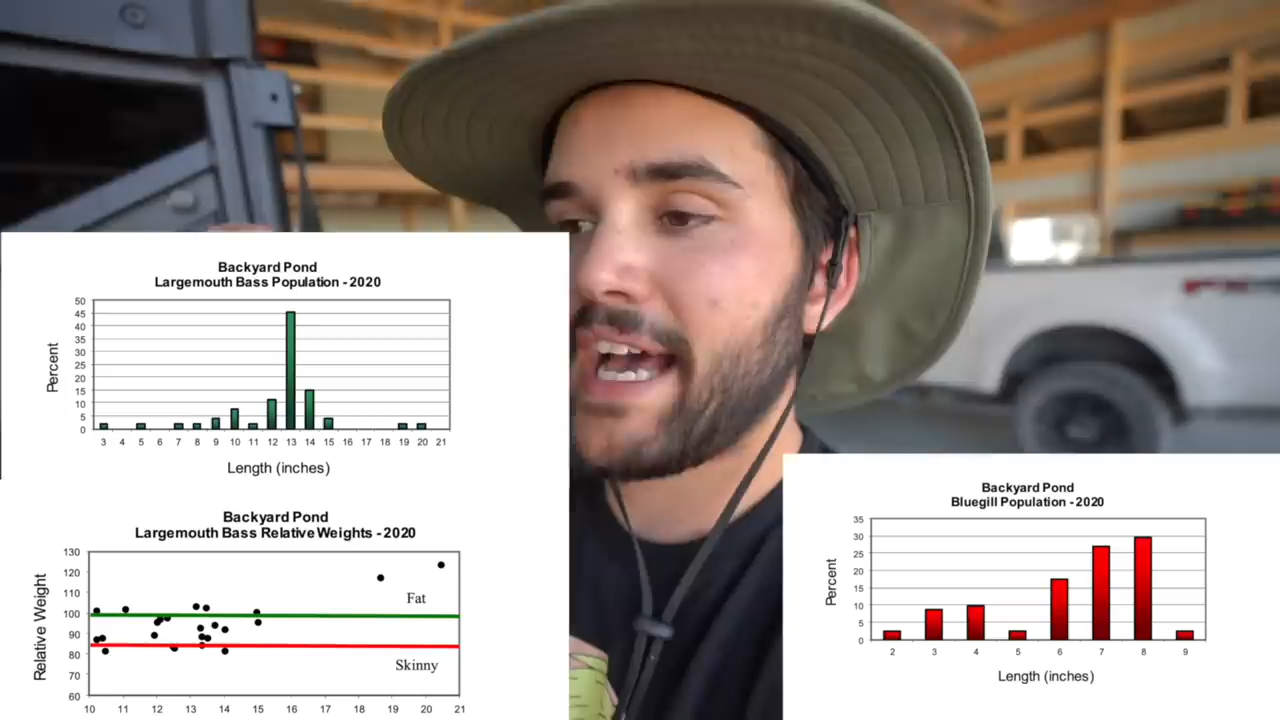 Backyard Pond
Largemouth Bass Population - 2020
50
45
40
35
30
25
20
15
10
5
0
Percent
3 4 5 6 7 8 9 10 11 12 13 14 15 16 17 18 19 20 21
Length (inches)
Backyard Pond
Largemouth Bass Relative Weights - 2020
130
120
110
100
90
80
70
60
Relative Weight
Fat
Skinny
10 11 12 13 14 15 16 17 18 19 20 21
Backyard Pond
Bluegill Population - 2020
35
30
25
20
15
10
5
0
Percent
2 3 4 5 6 7 8 9
Length (inches)